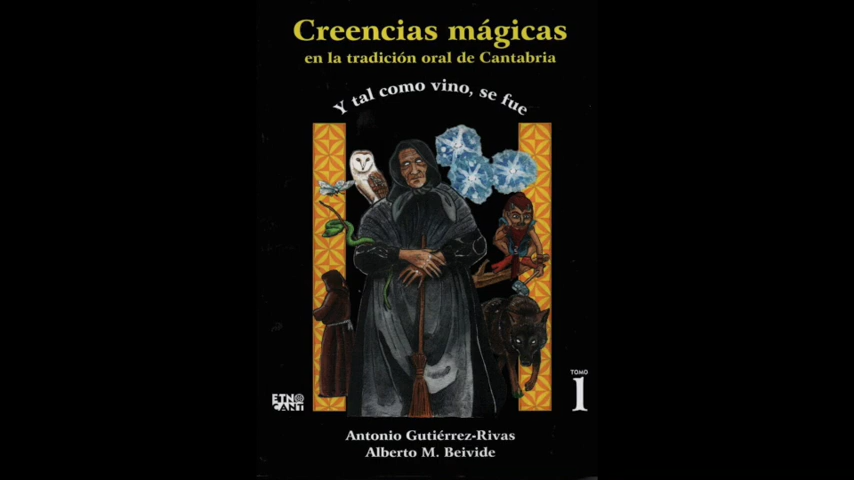 Creencias mágicas
en la tradición oral de Cantabria
Y tal como vino, se fue
TOMO
1
ETNO
CANT
Antonio Gutiérrez-Rivas
Alberto M. Beivide